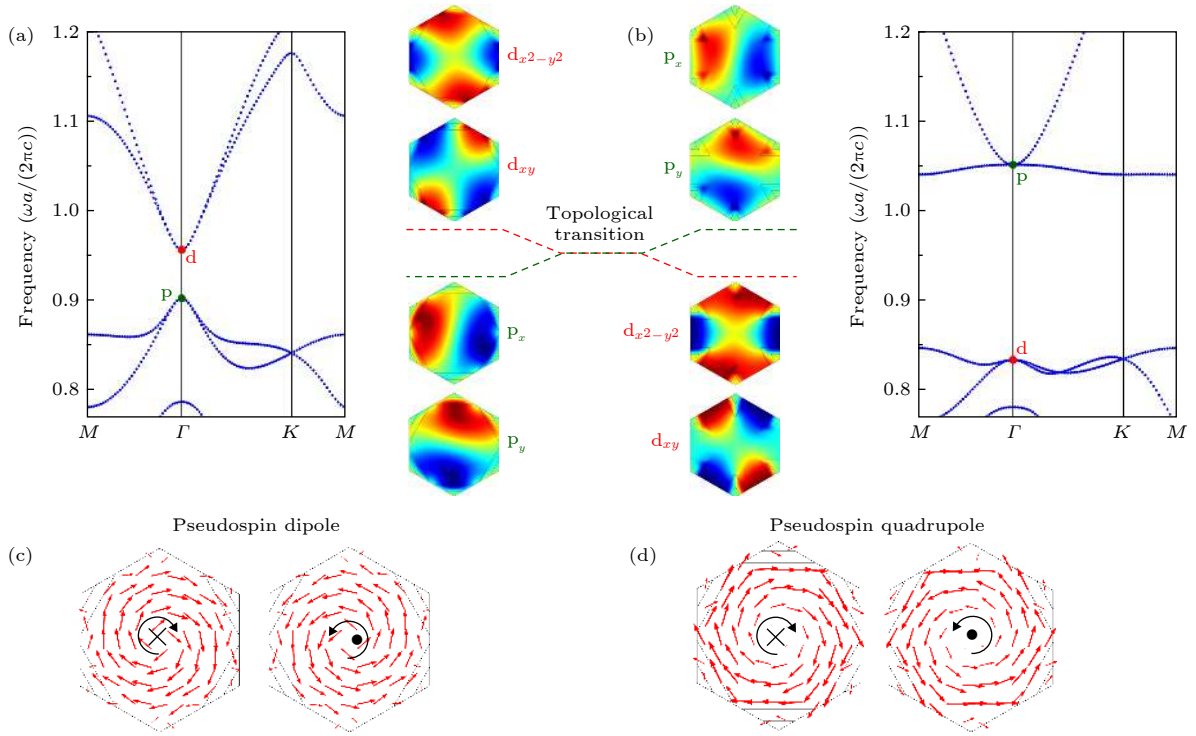 (a)
Frequency (ωa/(2πc))
1.2
1.1
1.0
0.9
0.8
d
p
M Γ K M
d_{x2−y2}
d_{xy}
p_x
p_y
Topological
transition
(b)
p_x
p_y
d_{x2−y2}
d_{xy}
Frequency (ωa/(2πc))
1.2
1.1
1.0
0.9
0.8
p
d
M Γ K M
Pseudospin dipole
(c)
Pseudospin quadrupole
(d)